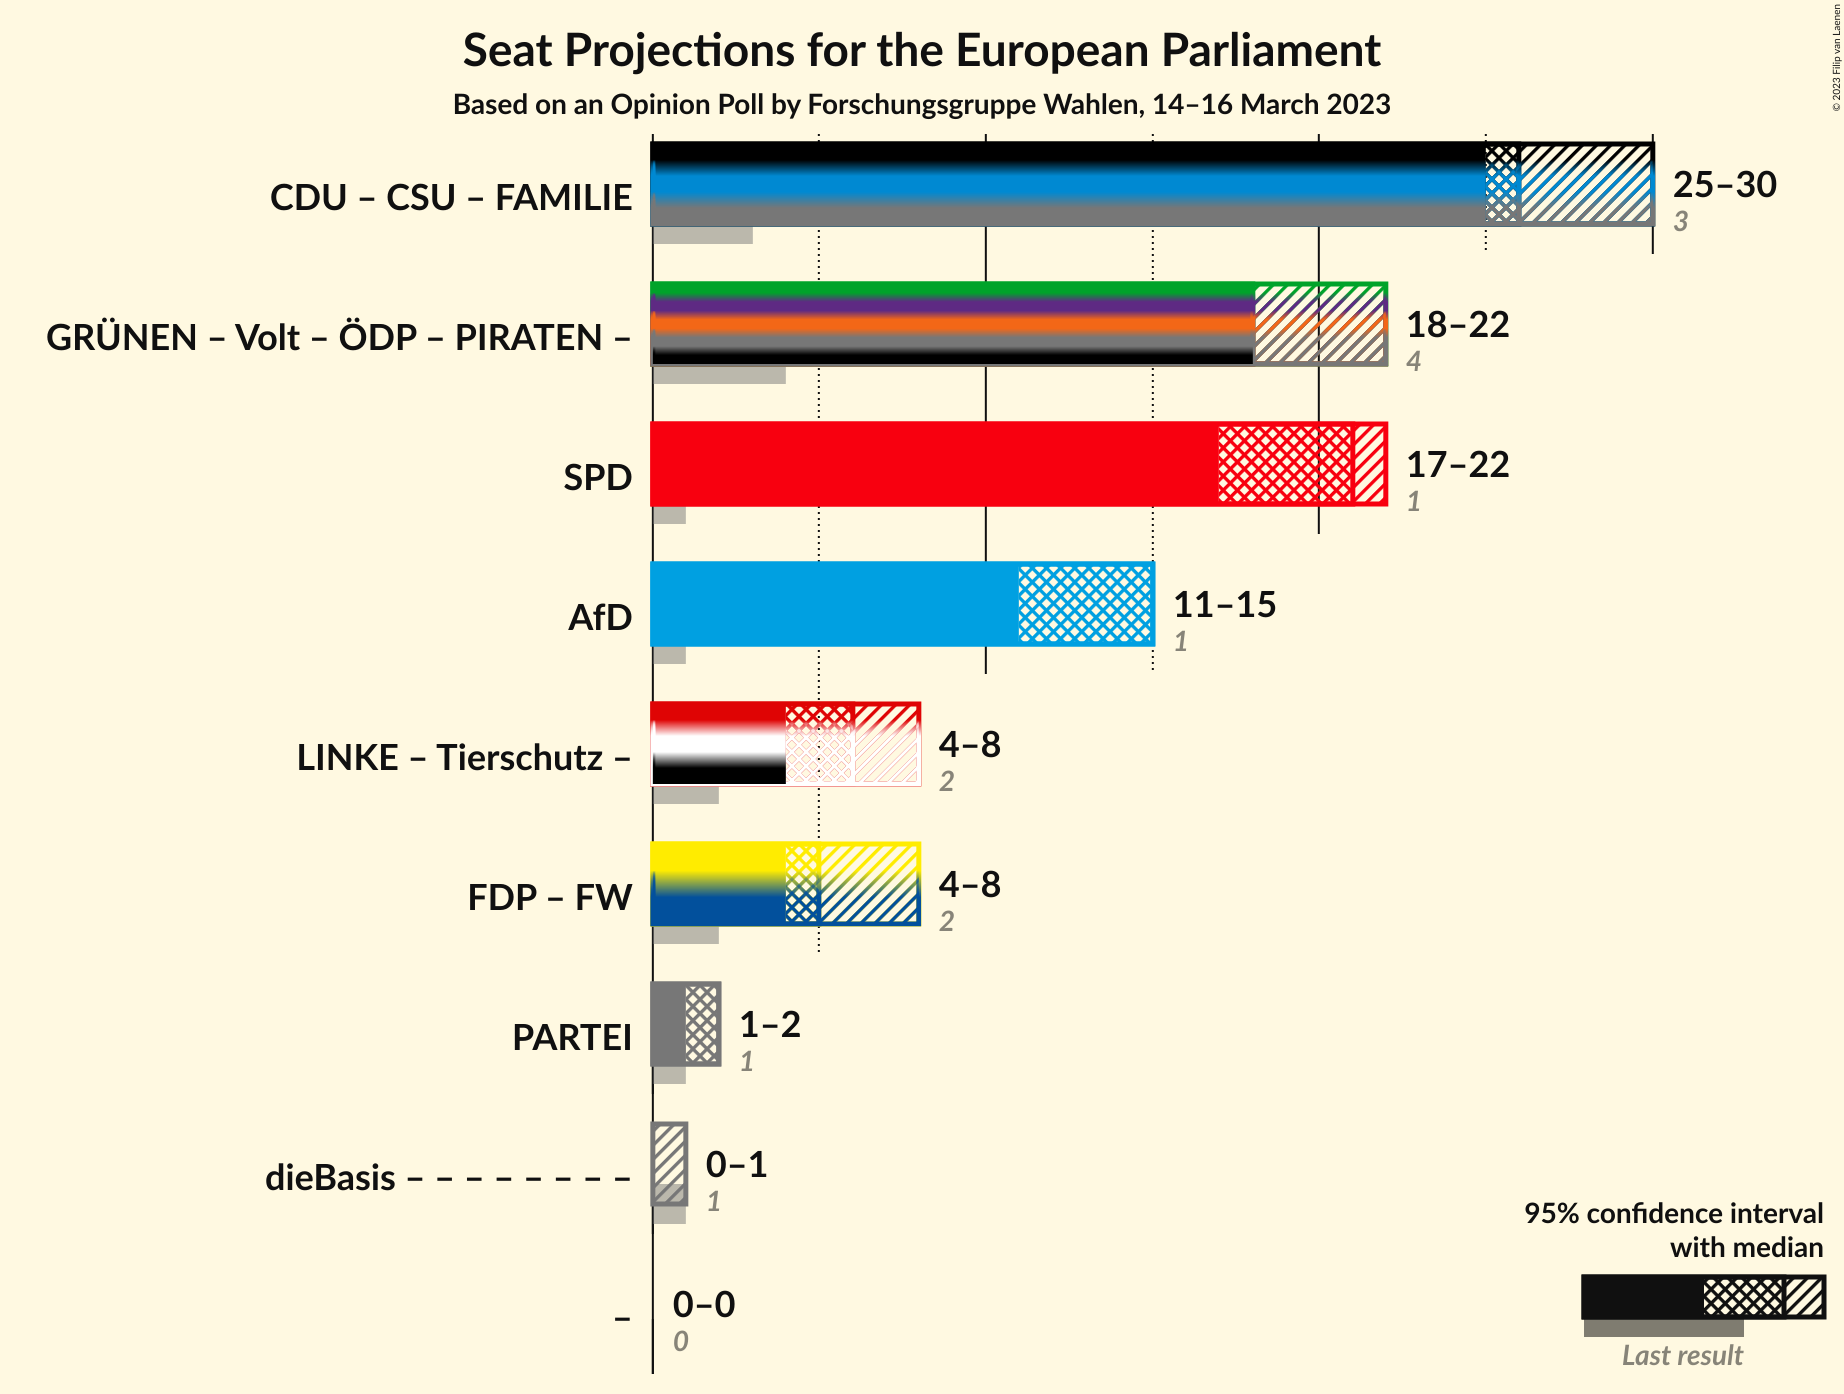 Seat Projections for the European Parliament
Based on an Opinion Poll by Forschungsgruppe Wahlen, 14–16 March 2023
© 2023 Filip van Laenen
CDU – CSU – FAMILIE
25–30
3
GRÜNEN – Volt – ÖDP – PIRATEN –
18–22
4
SPD
17–22
1
AfD
11–15
1
LINKE – Tierschutz –
4–8
2
FDP – FW
4–8
2
PARTEI
1–2
1
dieBasis – – – – – – – –
0–1
1
–
0–0
0
95% confidence interval
with median
Last result